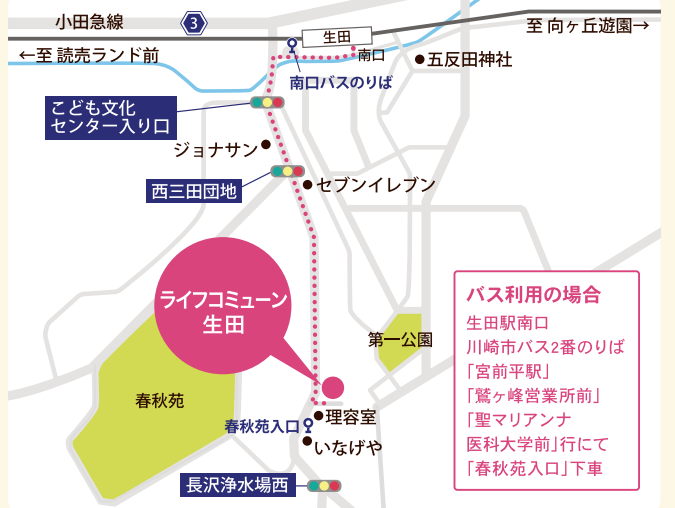 小田急線
3
生田
至 向ヶ丘遊園→
←至 読売ランド前
南口
五反田神社
南口バスのりば
こども文化
センター入り口
ジョナサン
西三田団地
セブンイレブン
ライフコミューン
生田
第一公園
春秋苑
理容室
春秋苑入口
いなげや
長沢浄水場西
バス利用の場合
生田駅南口
川崎市バス2番のりば
「宮前平駅」
「鷲ヶ峰営業所前」
「聖マリアンナ
医科大学前」行にて
「春秋苑入口」下車